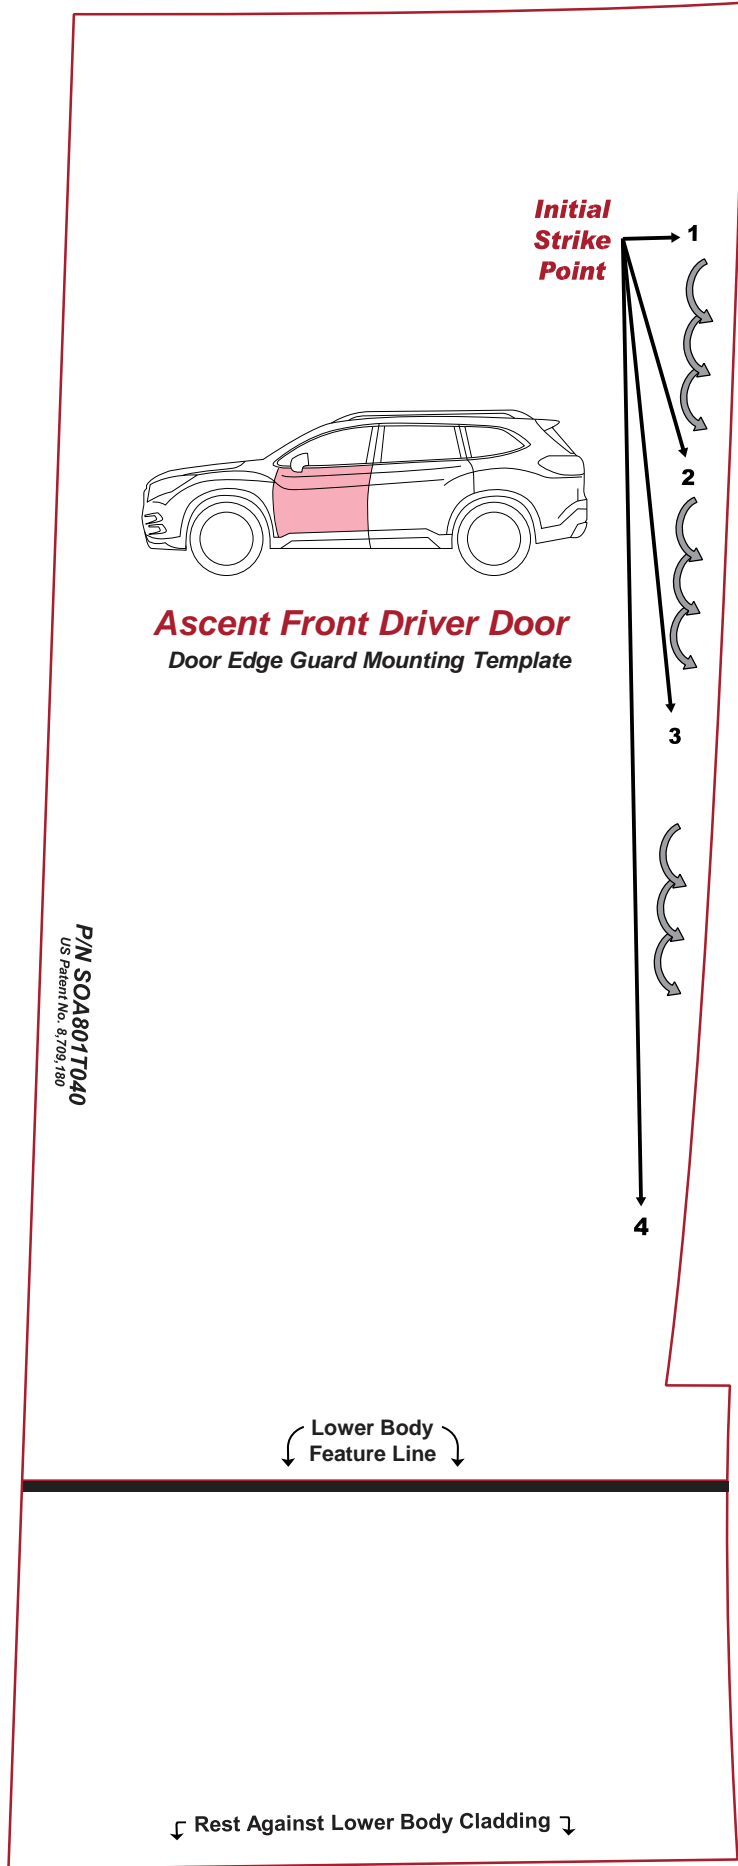 Initial
Strike
Point
1
2
3
4
Ascent Front Driver Door
Door Edge Guard Mounting Template
P/N SOA801T040
US Patent No. 8,709,180
Lower Body
Feature Line
Rest Against Lower Body Cladding